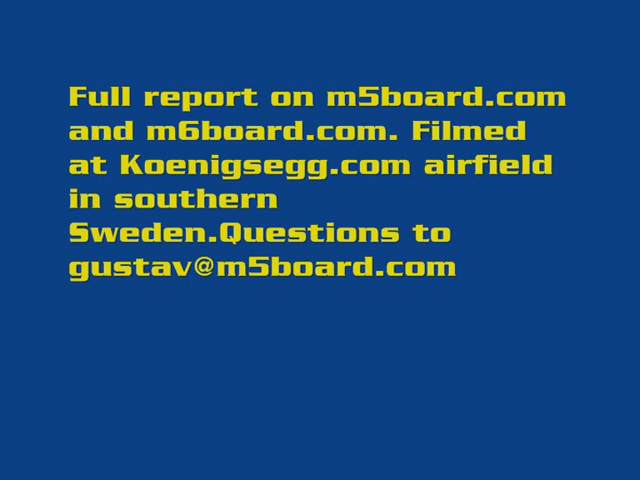 Full report on m5board.com
and m6board.com. Filmed
at Koenigsegg.com airfield
in southern
Sweden.Questions to
gustav@m5board.com